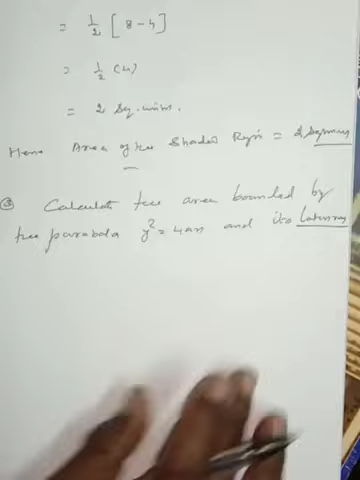 = 1/2 [8 - 4]
= 1/2 (4)
= 2 Sq. units.
Hence Area of the Shaded Region = 2 Sq units
③ Calculate the area bounded by
the parabola y² = 4ax and its Latusrectum